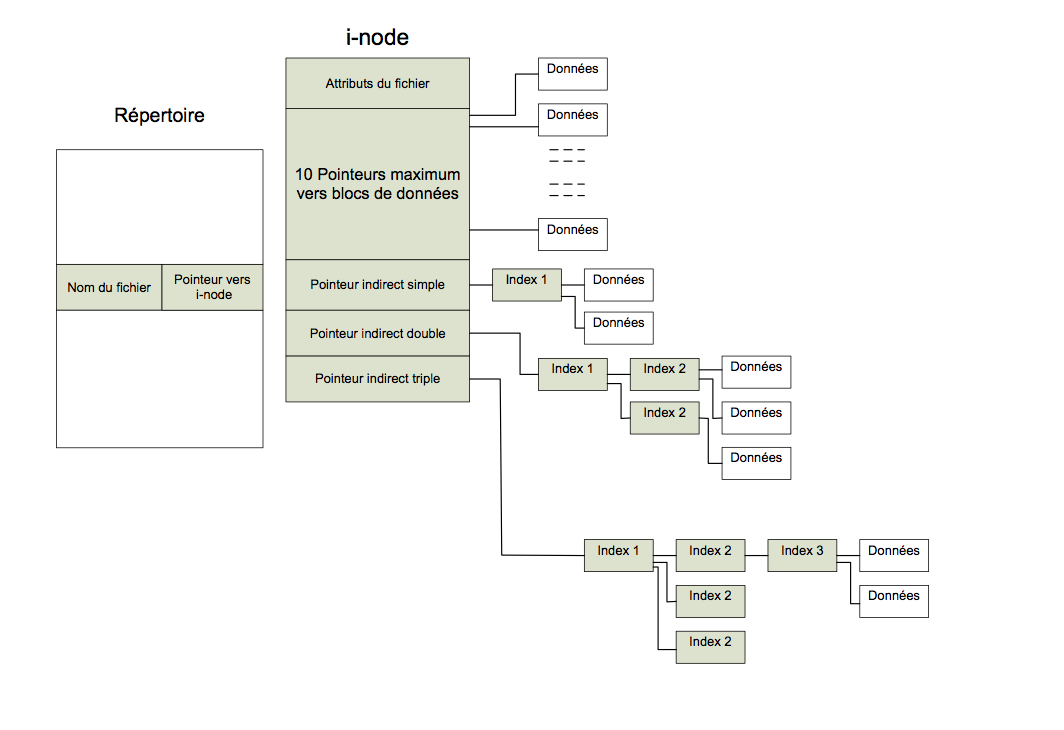 i-node
Répertoire
Nom du fichier
Pointeur vers
i-node
Attributs du fichier
10 Pointeurs maximum
vers blocs de données
Pointeur indirect simple
Pointeur indirect double
Pointeur indirect triple
Données
Données
Données
Index 1
Données
Données
Index 1
Index 2
Données
Index 2
Données
Données
Index 1
Index 2
Index 3
Données
Index 2
Données
Index 2